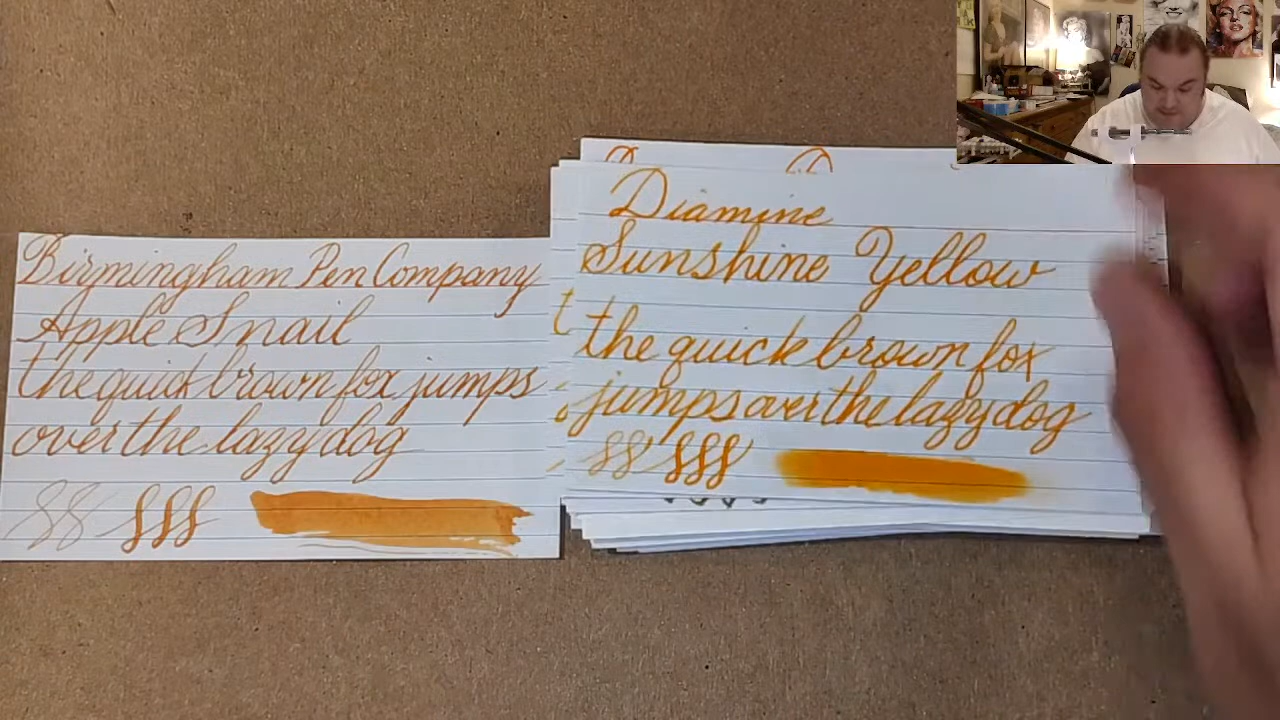 Birmingham Pen Company
Apple Snail
the quick brown fox jumps
over the lazy dog
Diamine
Sunshine Yellow
the quick brown fox
jumps over the lazy dog